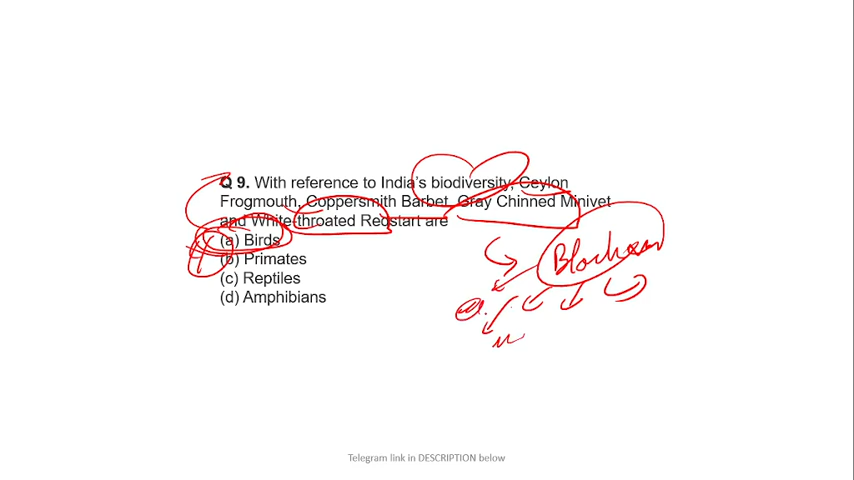 Q 9. With reference to India's biodiversity, Ceylon
Frogmouth, Coppersmith Barbet, Gray Chinned Minivet
and White-throated Redstart are
(a) Birds
(b) Primates
(c) Reptiles
(d) Amphibians
Telegram link in DESCRIPTION below